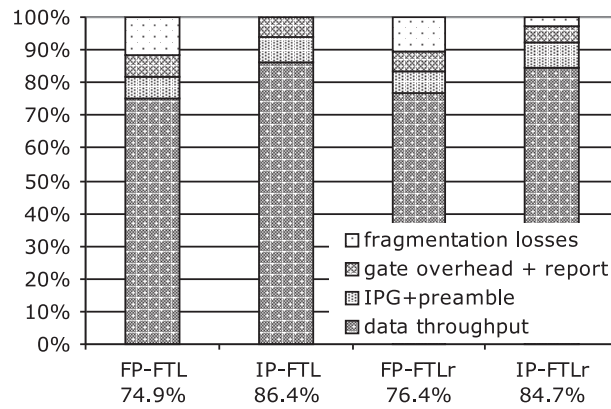 100%
90%
80%
70%
60%
50%
40%
30%
20%
10%
0%
fragmentation losses
gate overhead + report
IPG+preamble
data throughput
FP-FTL IP-FTL FP-FTLr IP-FTLr
74.9% 86.4% 76.4% 84.7%